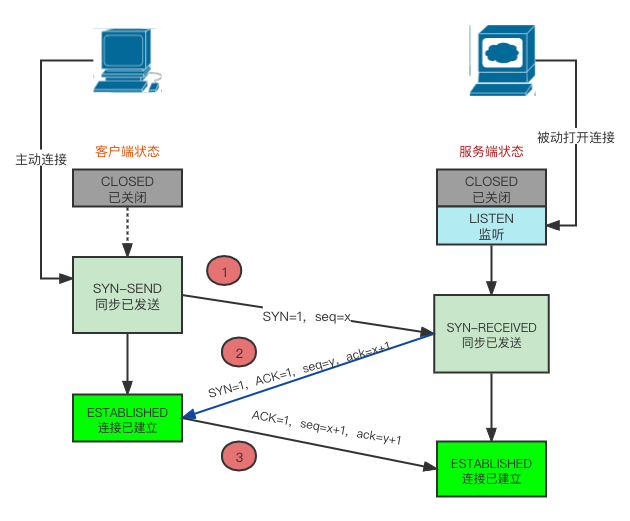 主动连接
被动打开连接
客户端状态
服务端状态
CLOSED
已关闭
CLOSED
已关闭
LISTEN
监听
1
SYN-SEND
同步已发送
SYN=1, seq=x
SYN-RECEIVED
同步已发送
2
SYN=1, ACK=1, seq=y, ack=x+1
ESTABLISHED
连接已建立
ACK=1, seq=x+1, ack=y+1
3
ESTABLISHED
连接已建立